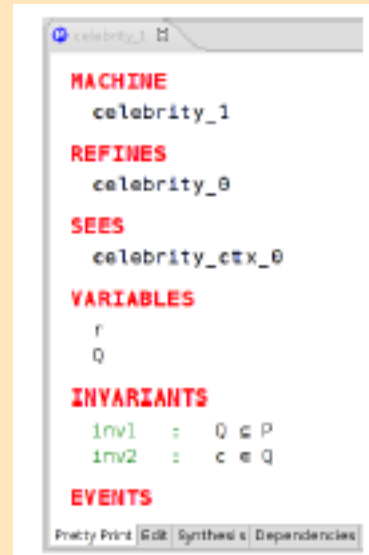 celebrity_1
MACHINE
celebrity_1
REFINES
celebrity_0
SEES
celebrity_ctx_0
VARIABLES
r
Q
INVARIANTS
inv1 : Q ⊆ P
inv2 : c ∈ Q
EVENTS
Pretty Print Edit Synthesis Dependencies